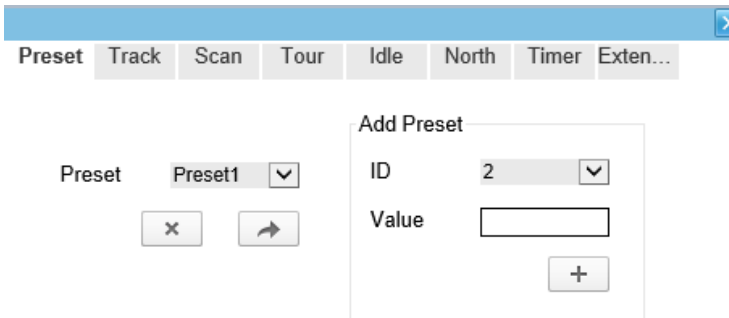 Preset Track Scan Tour Idle North Timer Exten...
Add Preset
Preset Preset1
ID 2
Value